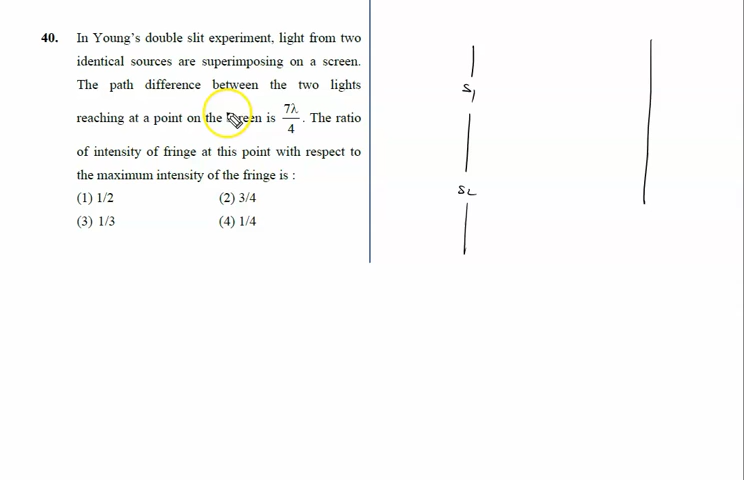 40. In Young's double slit experiment, light from two
identical sources are superimposing on a screen.
The path difference between the two lights
reaching at a point on the screen is 7λ/4. The ratio
of intensity of fringe at this point with respect to
the maximum intensity of the fringe is :
(1) 1/2 (2) 3/4
(3) 1/3 (4) 1/4
S1
S2